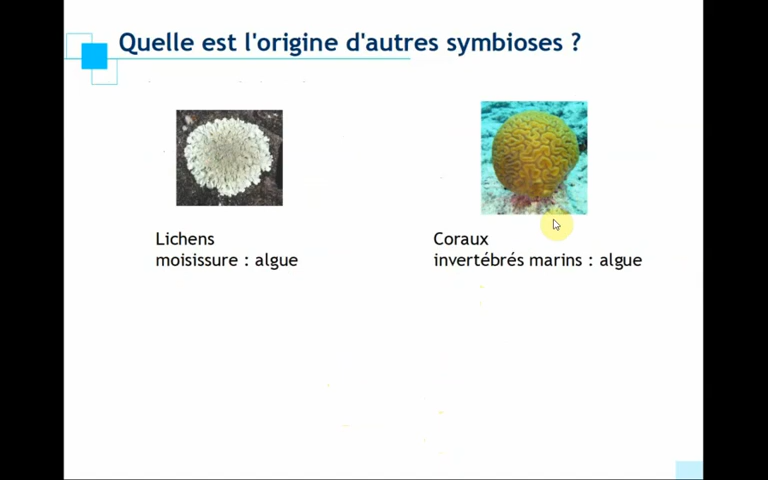 Quelle est l'origine d'autres symbioses ?
Lichens
moisissure : algue
Coraux
invertébrés marins : algue